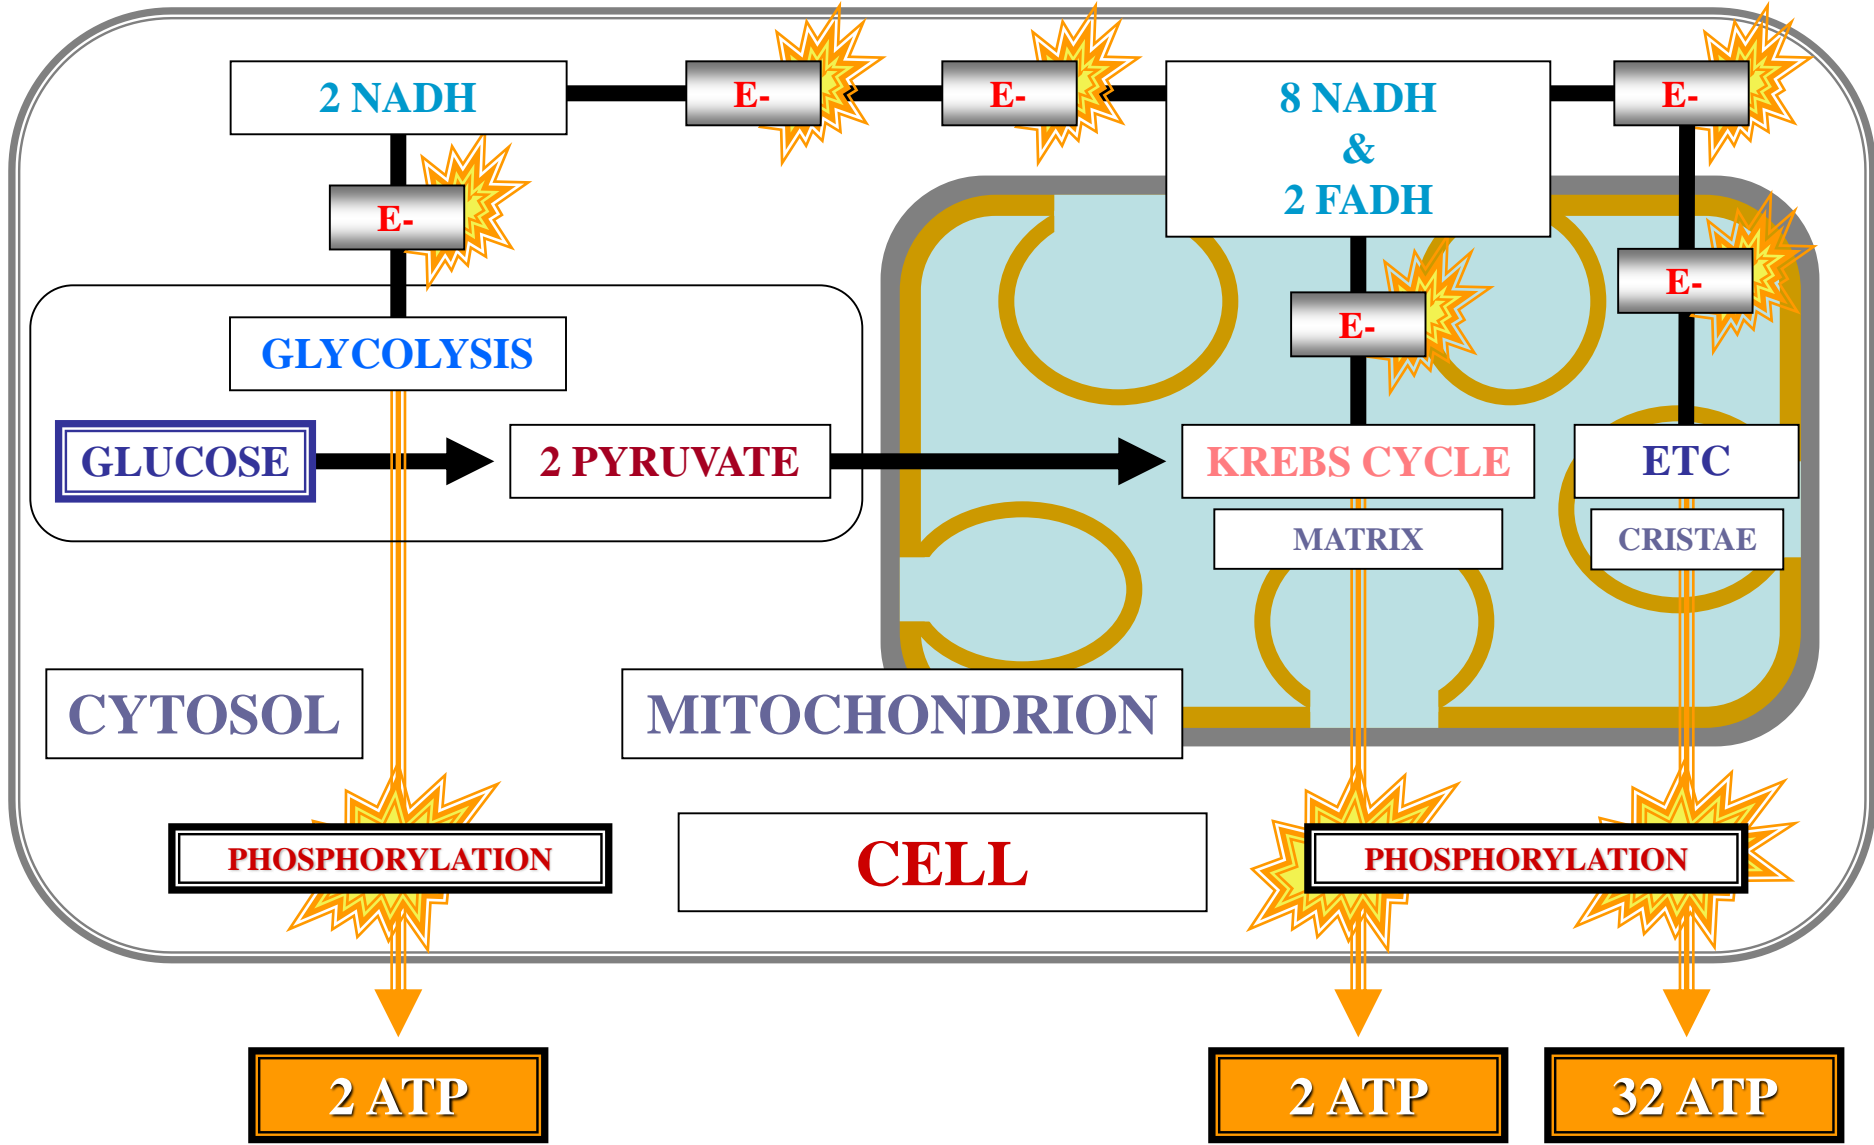 2 NADH
E-
E-
8 NADH
&
2 FADH
E-
E-
E-
E-
GLYCOLYSIS
GLUCOSE
2 PYRUVATE
KREBS CYCLE
ETC
MATRIX
CRISTAE
CYTOSOL
MITOCHONDRION
PHOSPHORYLATION
CELL
PHOSPHORYLATION
2 ATP
2 ATP
32 ATP